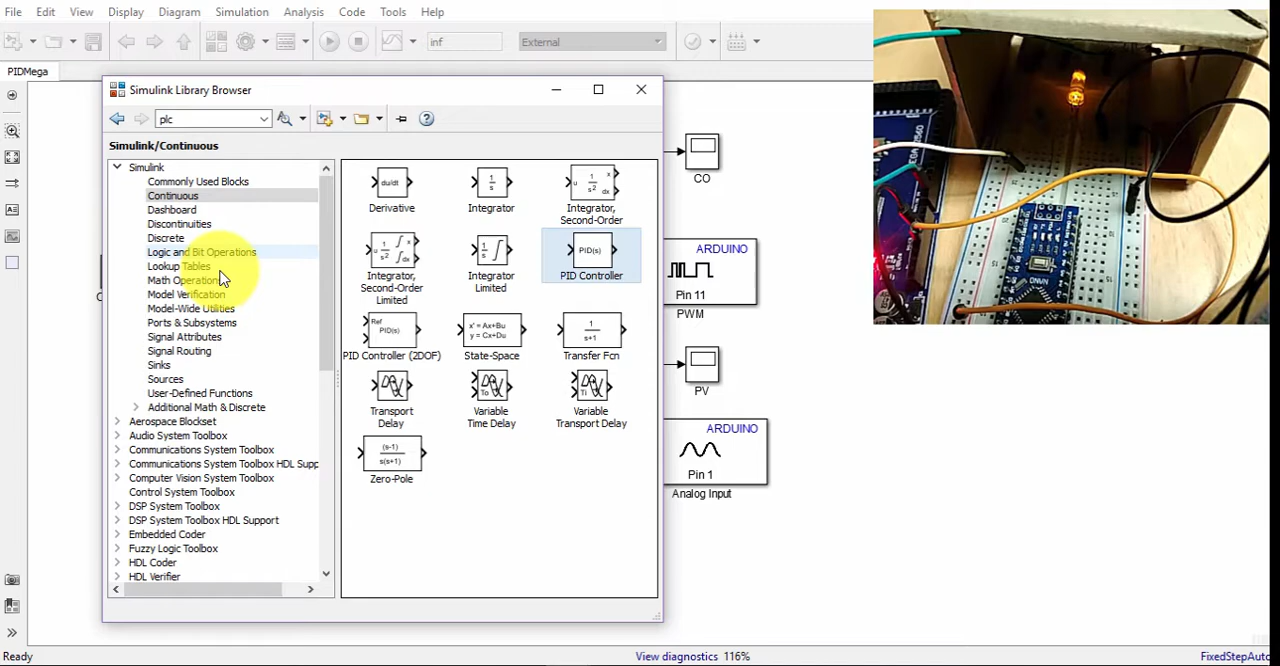 File Edit View Display Diagram Simulation Analysis Code Tools Help
inf External
PIDMega
Simulink Library Browser
plc
Simulink/Continuous
Simulink
Commonly Used Blocks
Continuous
Dashboard
Discontinuities
Discrete
Logic and Bit Operations
Lookup Tables
Math Operations
Model Verification
Model-Wide Utilities
Ports & Subsystems
Signal Attributes
Signal Routing
Sinks
Sources
User-Defined Functions
Additional Math & Discrete
Aerospace Blockset
Audio System Toolbox
Communications System Toolbox
Communications System Toolbox HDL Supp
Computer Vision System Toolbox
Control System Toolbox
DSP System Toolbox
DSP System Toolbox HDL Support
Embedded Coder
Fuzzy Logic Toolbox
HDL Coder
HDL Verifier
du/dt
Derivative
1
s
Integrator
u 1 x
s² dx
Integrator,
Second-Order
Integrator,
Second-Order
Limited
1
s
Integrator
Limited
PID(s)
PID Controller
Ref
PID(s)
PID Controller (2DOF)
x' = Ax+Bu
y = Cx+Du
State-Space
1
s+1
Transfer Fcn
Transport
Delay
To
Variable
Time Delay
Ti
Variable
Transport Delay
(s-1)
s(s+1)
Zero-Pole
CO
ARDUINO
Pin 11
PWM
PV
ARDUINO
Pin 1
Analog Input
Ready
View diagnostics 116%
FixedStepAuto